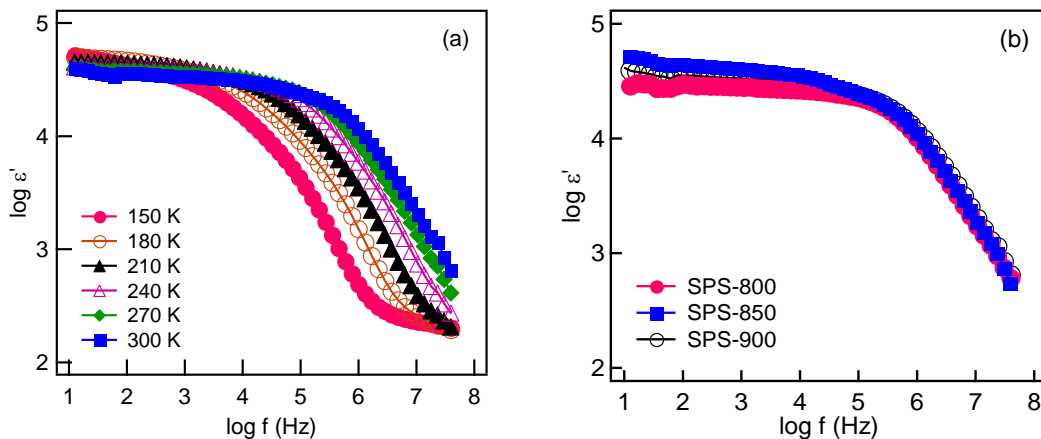 (a)
log ε'
5
4
3
2
150 K
180 K
210 K
240 K
270 K
300 K
1 2 3 4 5 6 7 8
log f (Hz)
(b)
log ε'
5
4
3
2
SPS-800
SPS-850
SPS-900
1 2 3 4 5 6 7 8
log f (Hz)